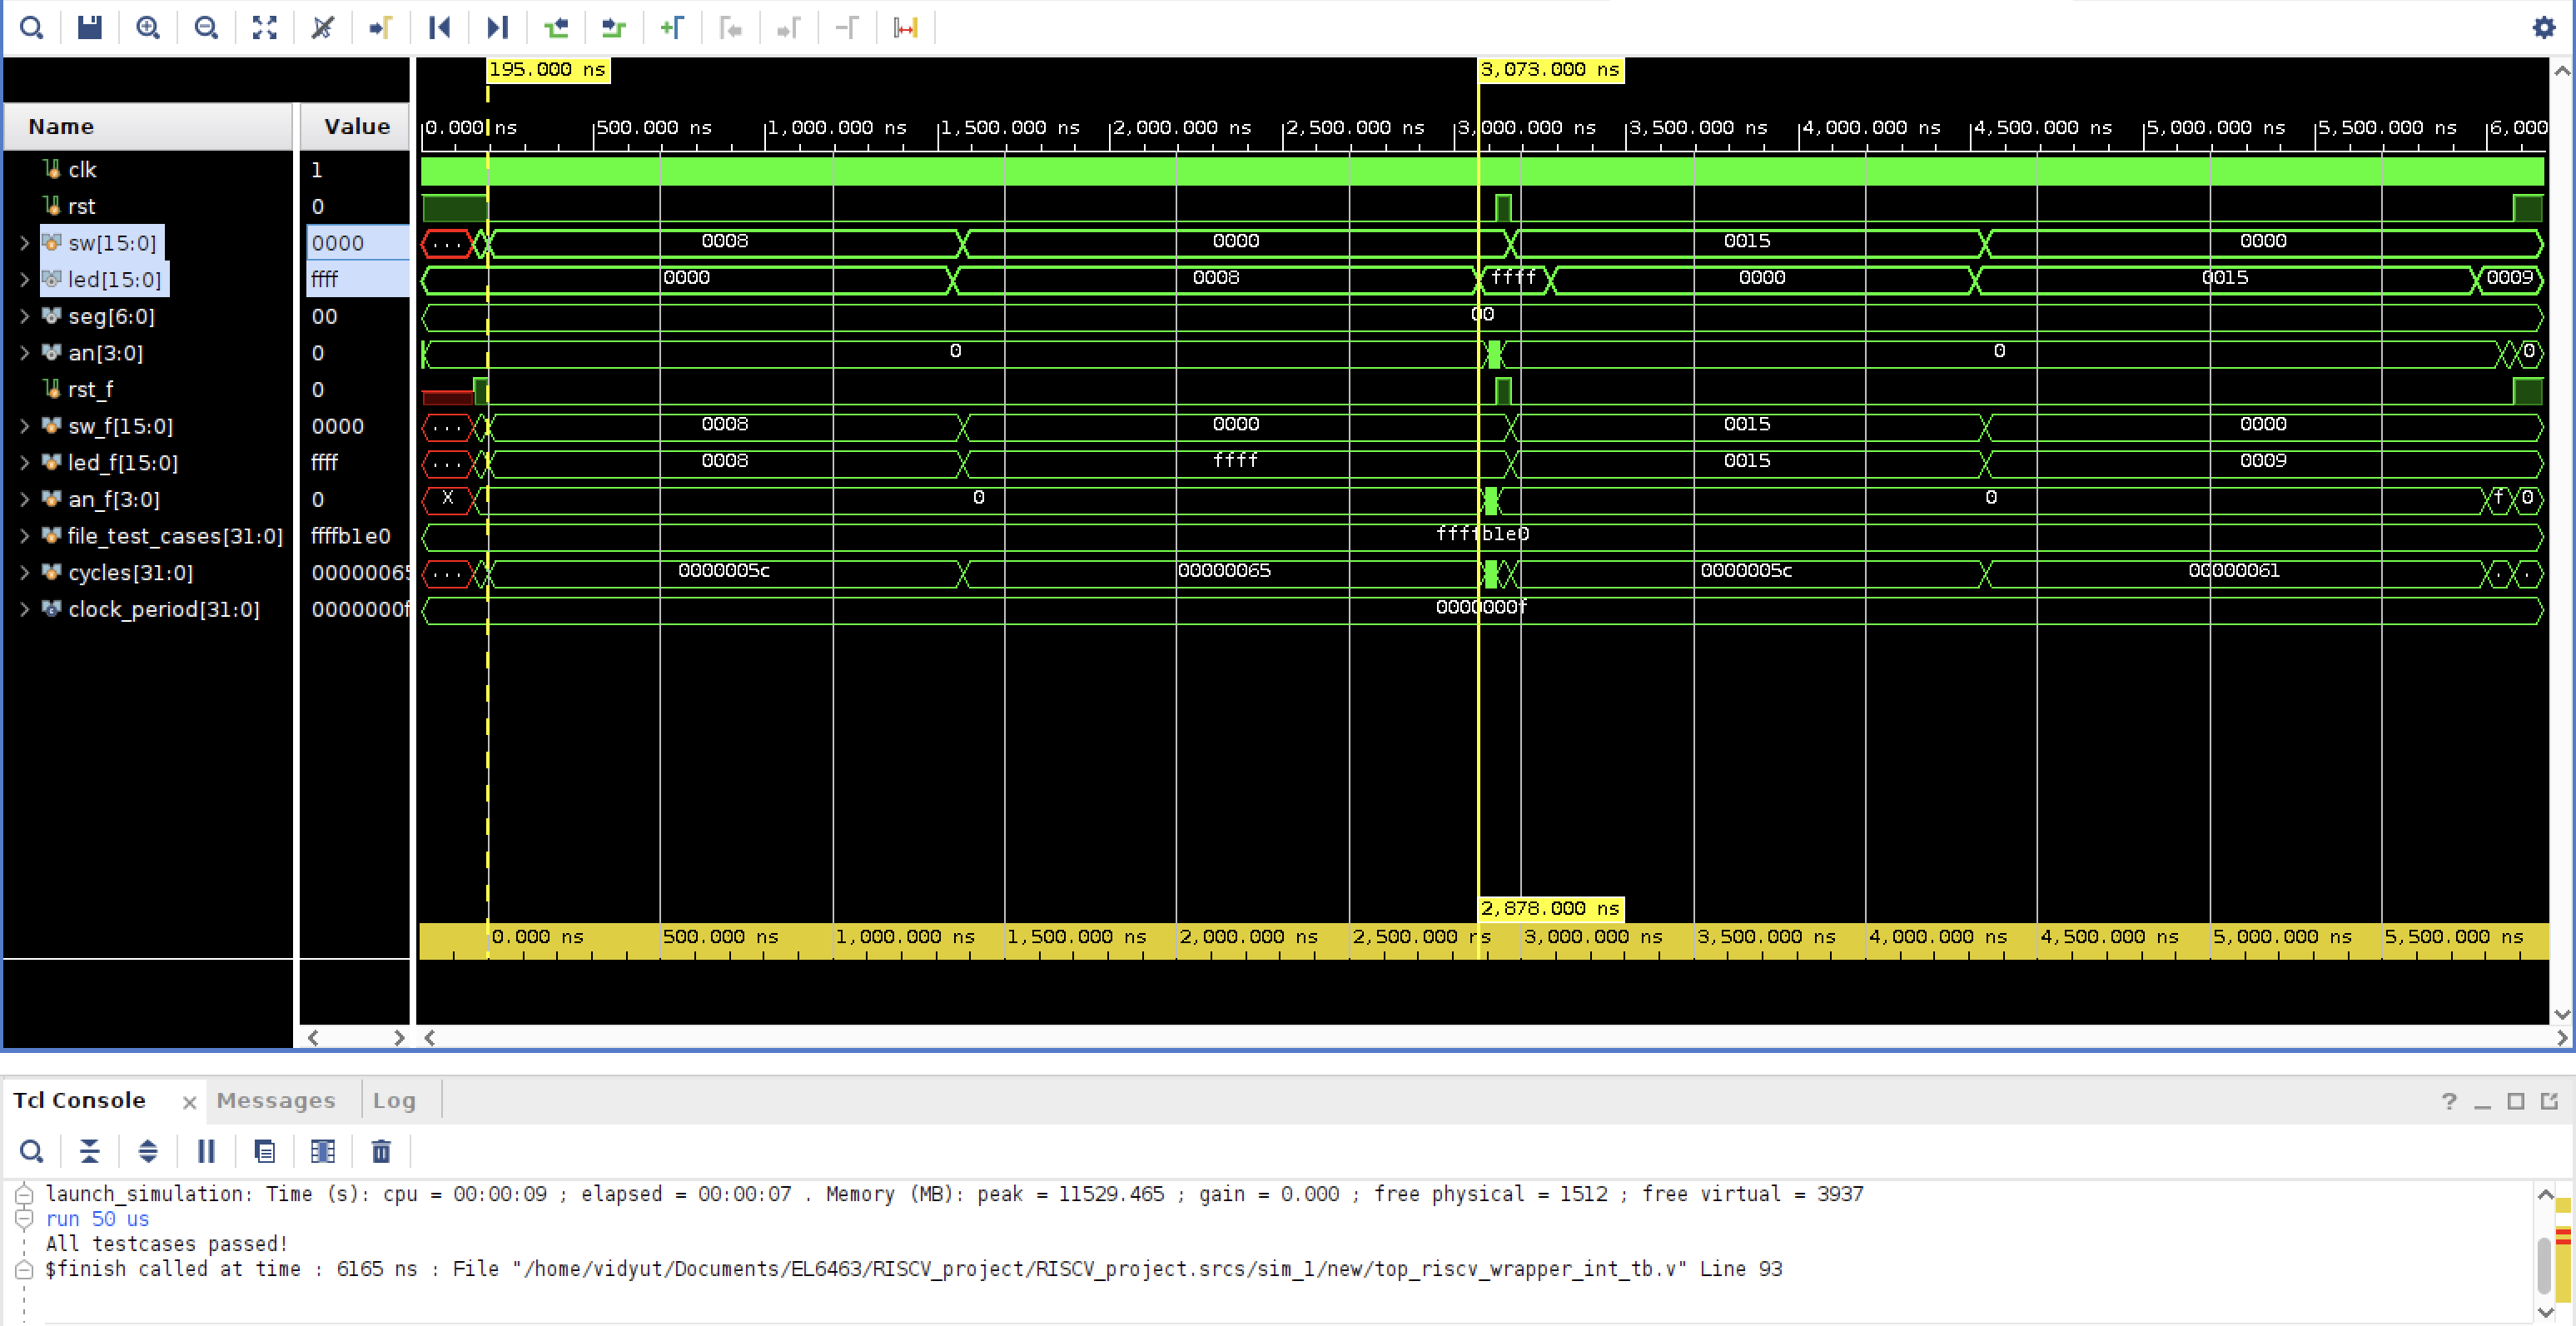 195.000 ns 3,073.000 ns
Name Value 0.000 ns 500.000 ns 1,000.000 ns 1,500.000 ns 2,000.000 ns 2,500.000 ns 3,000.000 ns 3,500.000 ns 4,000.000 ns 4,500.000 ns 5,000.000 ns 5,500.000 ns 6,000
clk 1
rst 0
sw[15:0] 0000 ... 0008 0000 0015 0000
led[15:0] ffff 0000 0008 ffff 0000 0015 0009
seg[6:0] 00 00
an[3:0] 0 0 0 0
rst_f 0
sw_f[15:0] 0000 ... 0008 0000 0015 0000
led_f[15:0] ffff ... 0008 ffff 0015 0009
an_f[3:0] 0 X 0 0 f 0
file_test_cases[31:0] ffffb1e0 ffffb1e0
cycles[31:0] 00000065 ... 0000005c 00000065 0000005c 00000061 . .
clock_period[31:0] 0000000f 0000000f
2,878.000 ns
0.000 ns 500.000 ns 1,000.000 ns 1,500.000 ns 2,000.000 ns 2,500.000 ns 3,000.000 ns 3,500.000 ns 4,000.000 ns 4,500.000 ns 5,000.000 ns 5,500.000 ns
Tcl Console × Messages Log ?
launch_simulation: Time (s): cpu = 00:00:09 ; elapsed = 00:00:07 . Memory (MB): peak = 11529.465 ; gain = 0.000 ; free physical = 1512 ; free virtual = 3937
run 50 us
All testcases passed!
$finish called at time : 6165 ns : File "/home/vidyut/Documents/EL6463/RISCV_project/RISCV_project.srcs/sim_1/new/top_riscv_wrapper_int_tb.v" Line 93